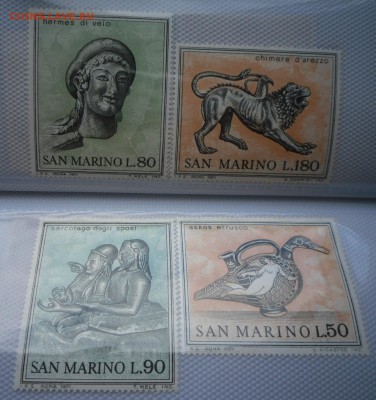 hermes di veio
SAN MARINO L.80
chimera d'arezzo
SAN MARINO L.180
sarcofago degli sposi
SAN MARINO L.90
askos etrusco
SAN MARINO L.50